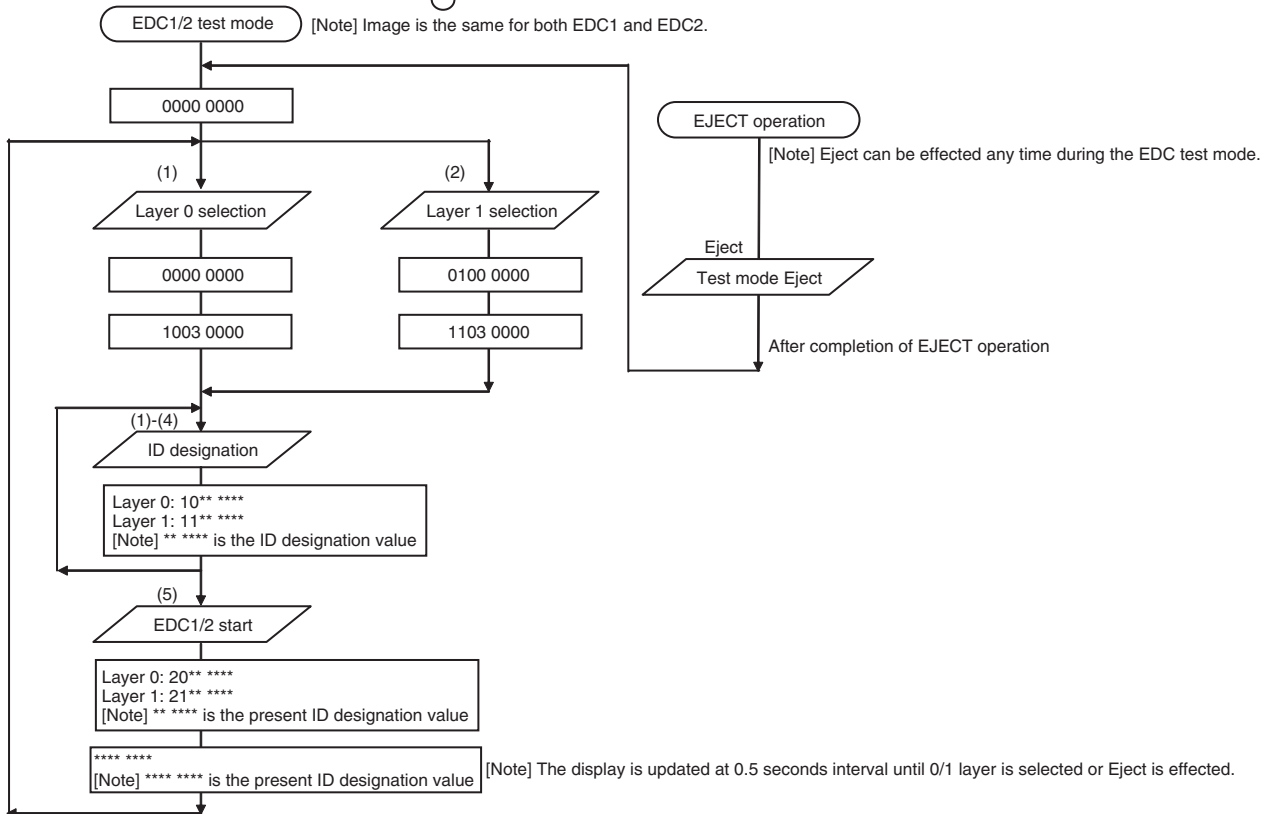 EDC1/2 test mode
[Note] Image is the same for both EDC1 and EDC2.
0000 0000
EJECT operation
[Note] Eject can be effected any time during the EDC test mode.
(1)
(2)
Layer 0 selection
Layer 1 selection
Eject
0000 0000
0100 0000
Test mode Eject
1003 0000
1103 0000
After completion of EJECT operation
(1)-(4)
ID designation
Layer 0: 10** ****
Layer 1: 11** ****
[Note] ** **** is the ID designation value
(5)
EDC1/2 start
Layer 0: 20** ****
Layer 1: 21** ****
[Note] ** **** is the present ID designation value
**** ****
[Note] **** **** is the present ID designation value
[Note] The display is updated at 0.5 seconds interval until 0/1 layer is selected or Eject is effected.